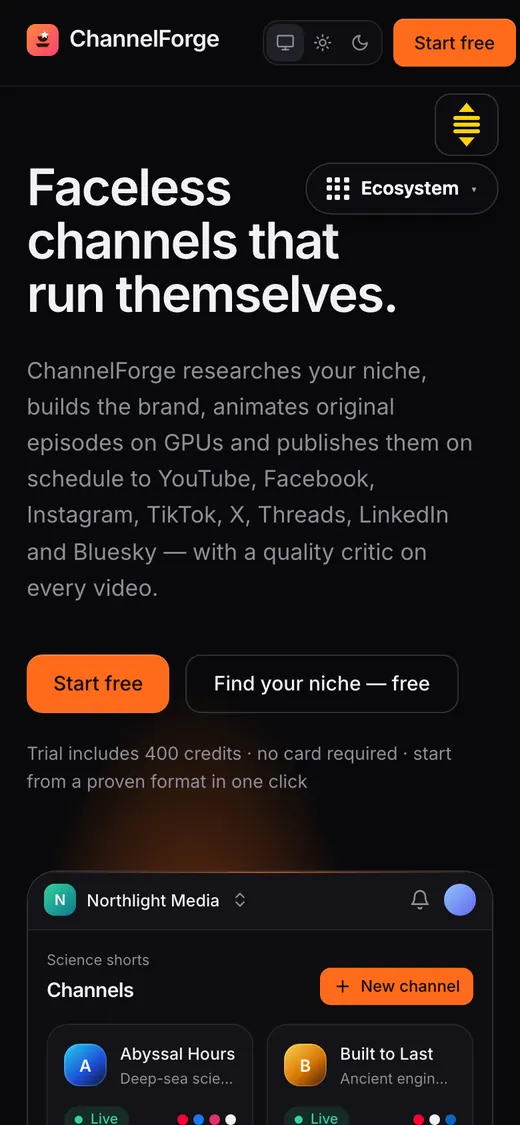 ChannelForge
Start free
Ecosystem
Faceless
channels that
run themselves.
ChannelForge researches your niche,
builds the brand, animates original
episodes on GPUs and publishes them on
schedule to YouTube, Facebook,
Instagram, TikTok, X, Threads, LinkedIn
and Bluesky — with a quality critic on
every video.
Start free
Find your niche — free
Trial includes 400 credits · no card required · start
from a proven format in one click
N
Northlight Media
Science shorts
Channels
+ New channel
A
Abyssal Hours
Deep-sea scie...
Live
B
Built to Last
Ancient engin...
Live